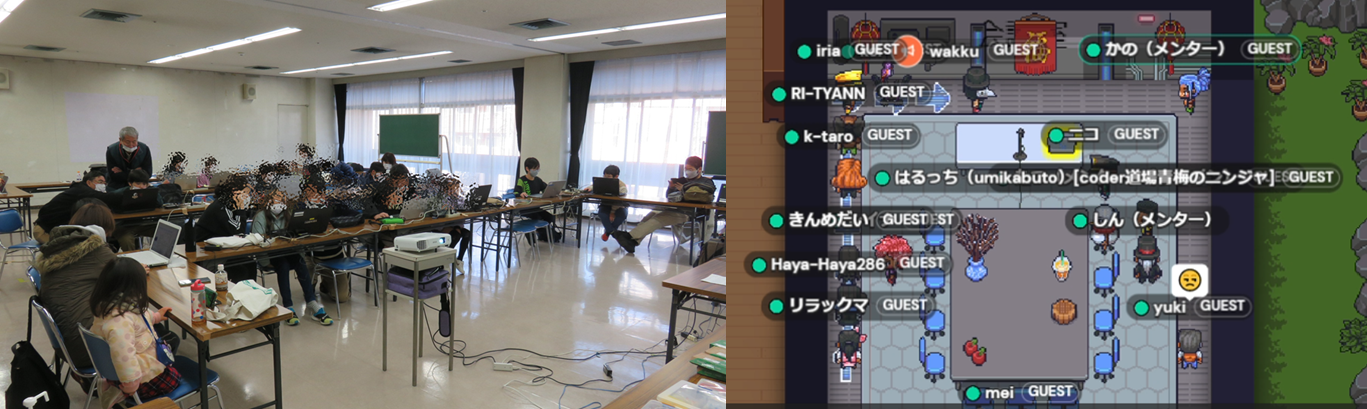 iria GUEST wakku GUEST かの（メンター） GUEST
RI-TYANN GUEST
k-taro GUEST ニコ GUEST
はるっち（umikabuto）[coder道場青梅のニンジャ] GUEST
きんめだい GUEST しん（メンター）
Haya-Haya286 GUEST
リラックマ GUEST yuki GUEST
mei GUEST